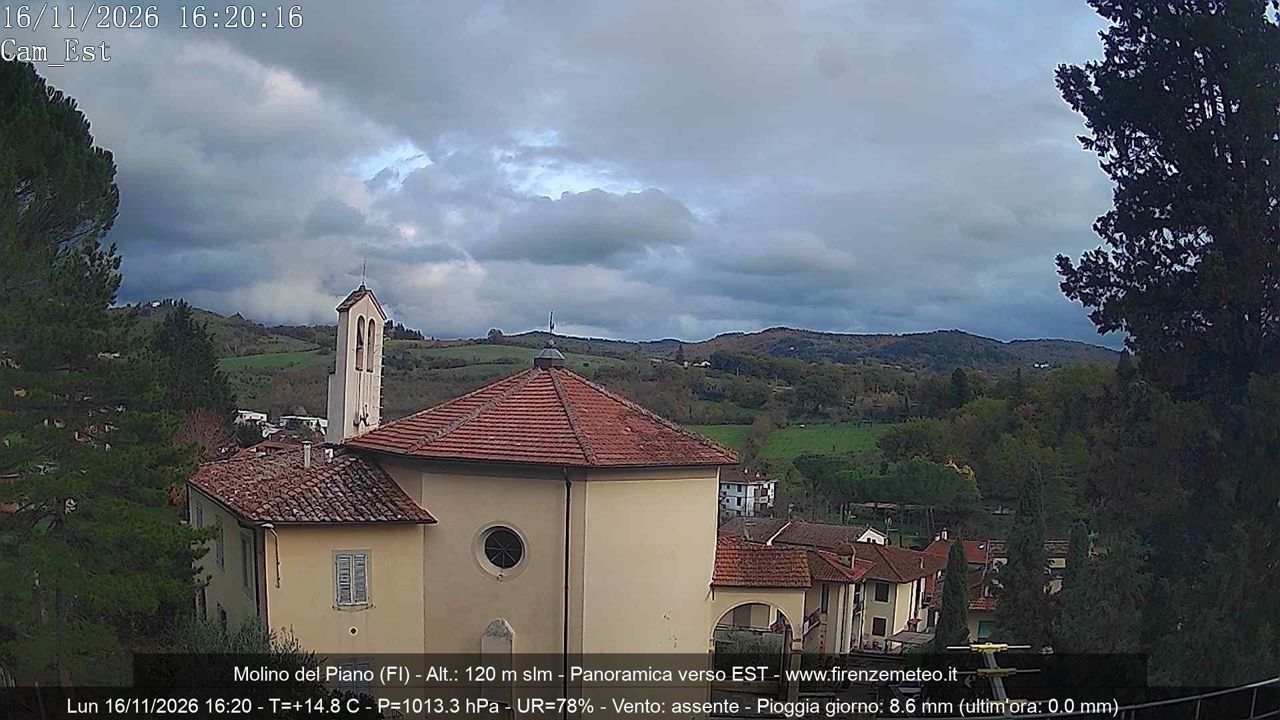 16/11/2026 16:20:16
Cam_Est
Molino del Piano (FI) - Alt.: 120 m slm - Panoramica verso EST - www.firenzemeteo.it
Lun 16/11/2026 16:20 - T=+14.8 C - P=1013.3 hPa - UR=78% - Vento: assente - Pioggia giorno: 8.6 mm (ultim'ora: 0.0 mm)